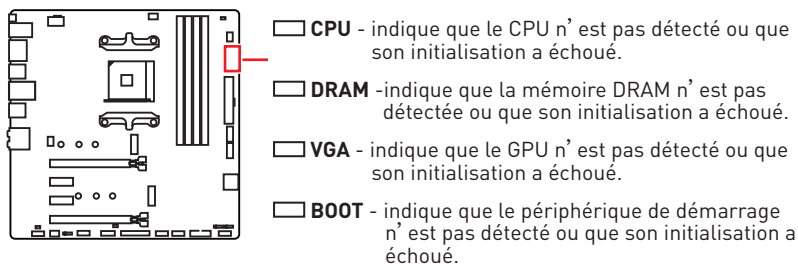 CPU - indique que le CPU n' est pas détecté ou que
son initialisation a échoué.
DRAM -indique que la mémoire DRAM n' est pas
détectée ou que son initialisation a échoué.
VGA - indique que le GPU n' est pas détecté ou que
son initialisation a échoué.
BOOT - indique que le périphérique de démarrage
n' est pas détecté ou que son initialisation a
échoué.